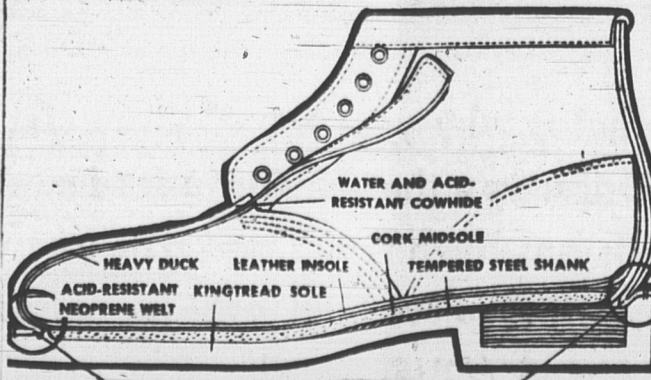 WATER AND ACID-
RESISTANT COWHIDE
CORK MIDSOLE
HEAVY DUCK
LEATHER INSOLE
TEMPERED STEEL SHANK
ACID-RESISTANT
NEOPRENE WELT
KINGTREAD SOLE